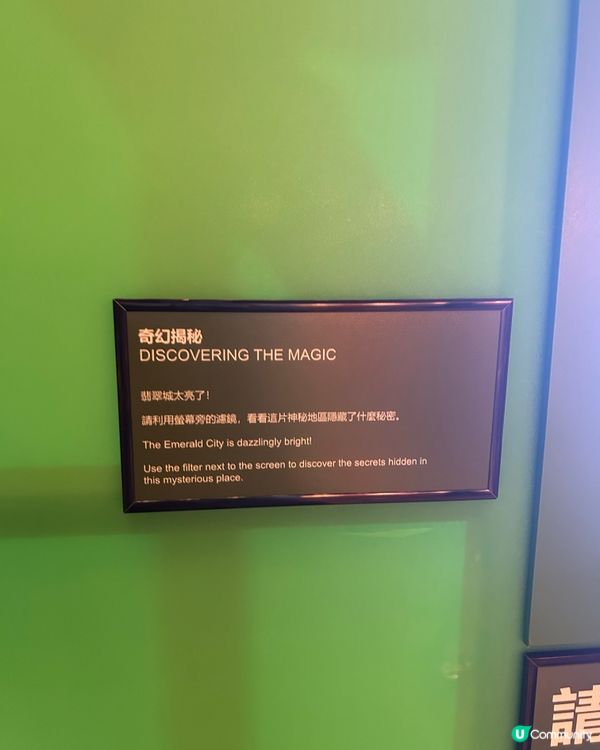 奇幻揭秘
DISCOVERING THE MAGIC
翡翠城太亮了！
請利用螢幕旁的濾鏡，看看這片神秘地區隱藏了什麼秘密。
The Emerald City is dazzlingly bright!
Use the filter next to the screen to discover the secrets hidden in
this mysterious place.
請
U Community